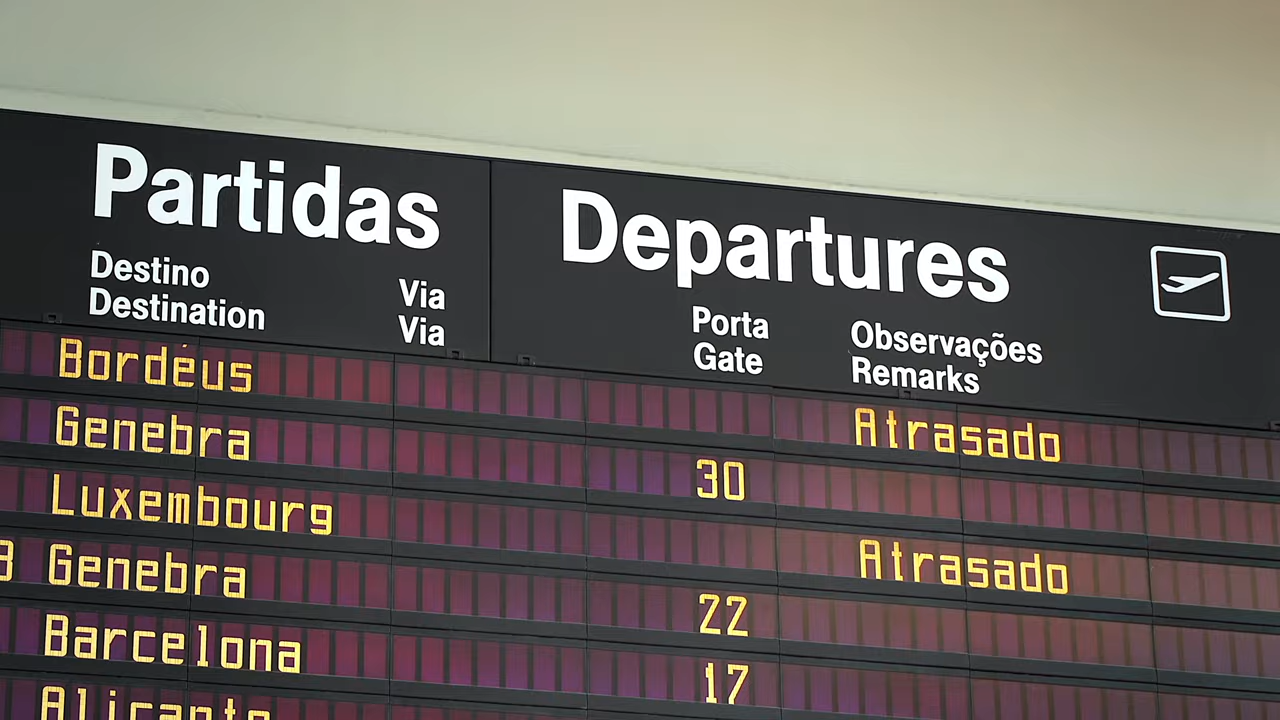 Partidas Departures
Destino Via Porta Observações
Destination Via Gate Remarks
Bordéus Atrasado
Genebra 30
Luxembourg Atrasado
Genebra 22
Barcelona 17
Alicante